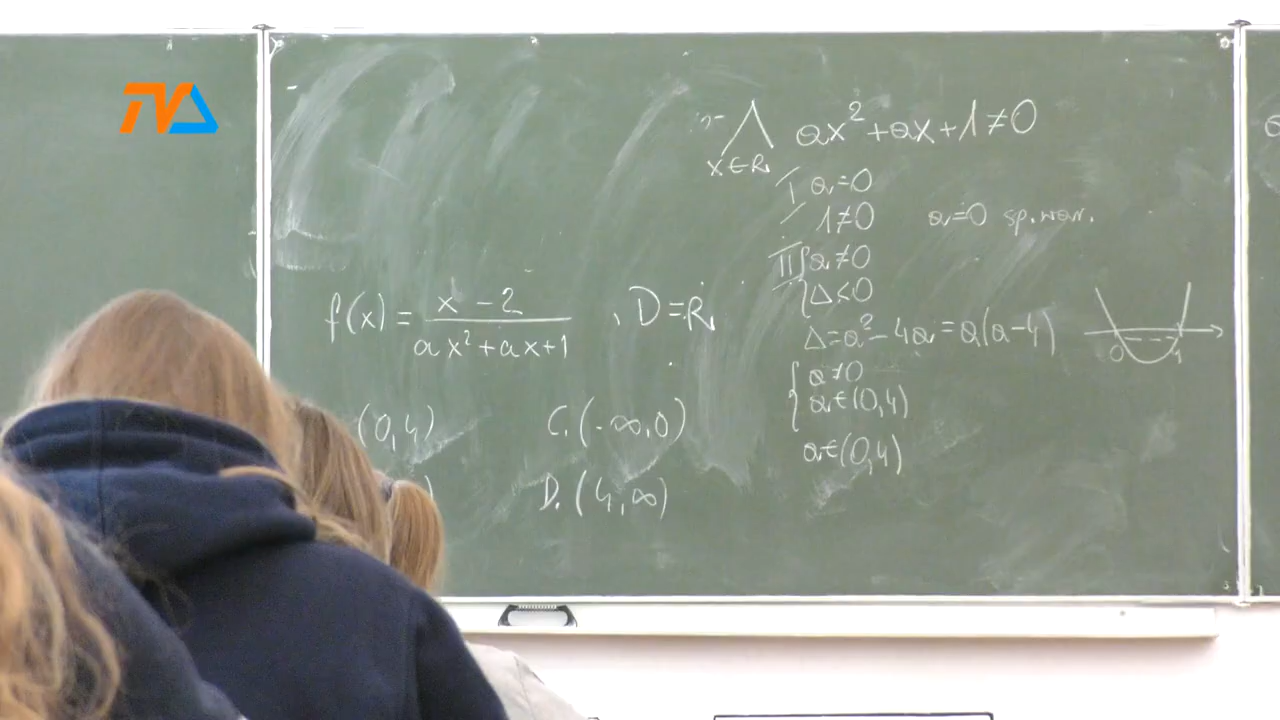 TVA
f(x) = x - 2 / ax² + ax + 1 , D = R
(0,4)
C. (-∞,0)
D. (4,∞)
⋀ x∈R ax² + ax + 1 ≠ 0
I a=0
1≠0 a=0 sp. war.
II { a≠0
Δ<0
Δ=a²-4a=a(a-4)
0 4
{ a≠0
a∈(0,4)
a∈(0,4)